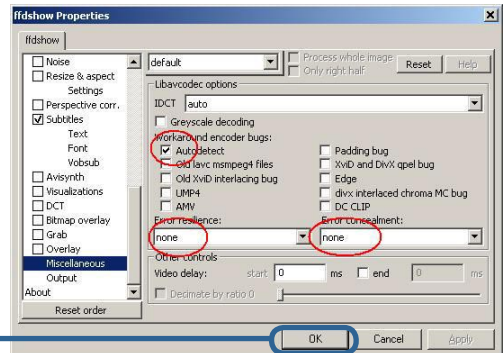 ffdshow Properties
ffdshow
Noise
Resize & aspect
Settings
Perspective corr.
Subtitles
Text
Font
Vobsub
Avisynth
Visualizations
DCT
Bitmap overlay
Grab
Overlay
Miscellaneous
Output
About
Reset order
default
Process whole image
Only right half
Reset
Help
Libavcodec options
IDCT auto
Greyscale decoding
Workaround encoder bugs:
Autodetect
Padding bug
Old lavc msmpeg4 files
XviD and DivX qpel bug
Old XviD interlacing bug
Edge
UMP4
divx interlaced chroma MC bug
AMV
DC CLIP
Error resilience:
Error concealment:
none
none
Other controls
Video delay: start 0 ms end 0 ms
Decimate by ratio 0
OK
Cancel
Apply